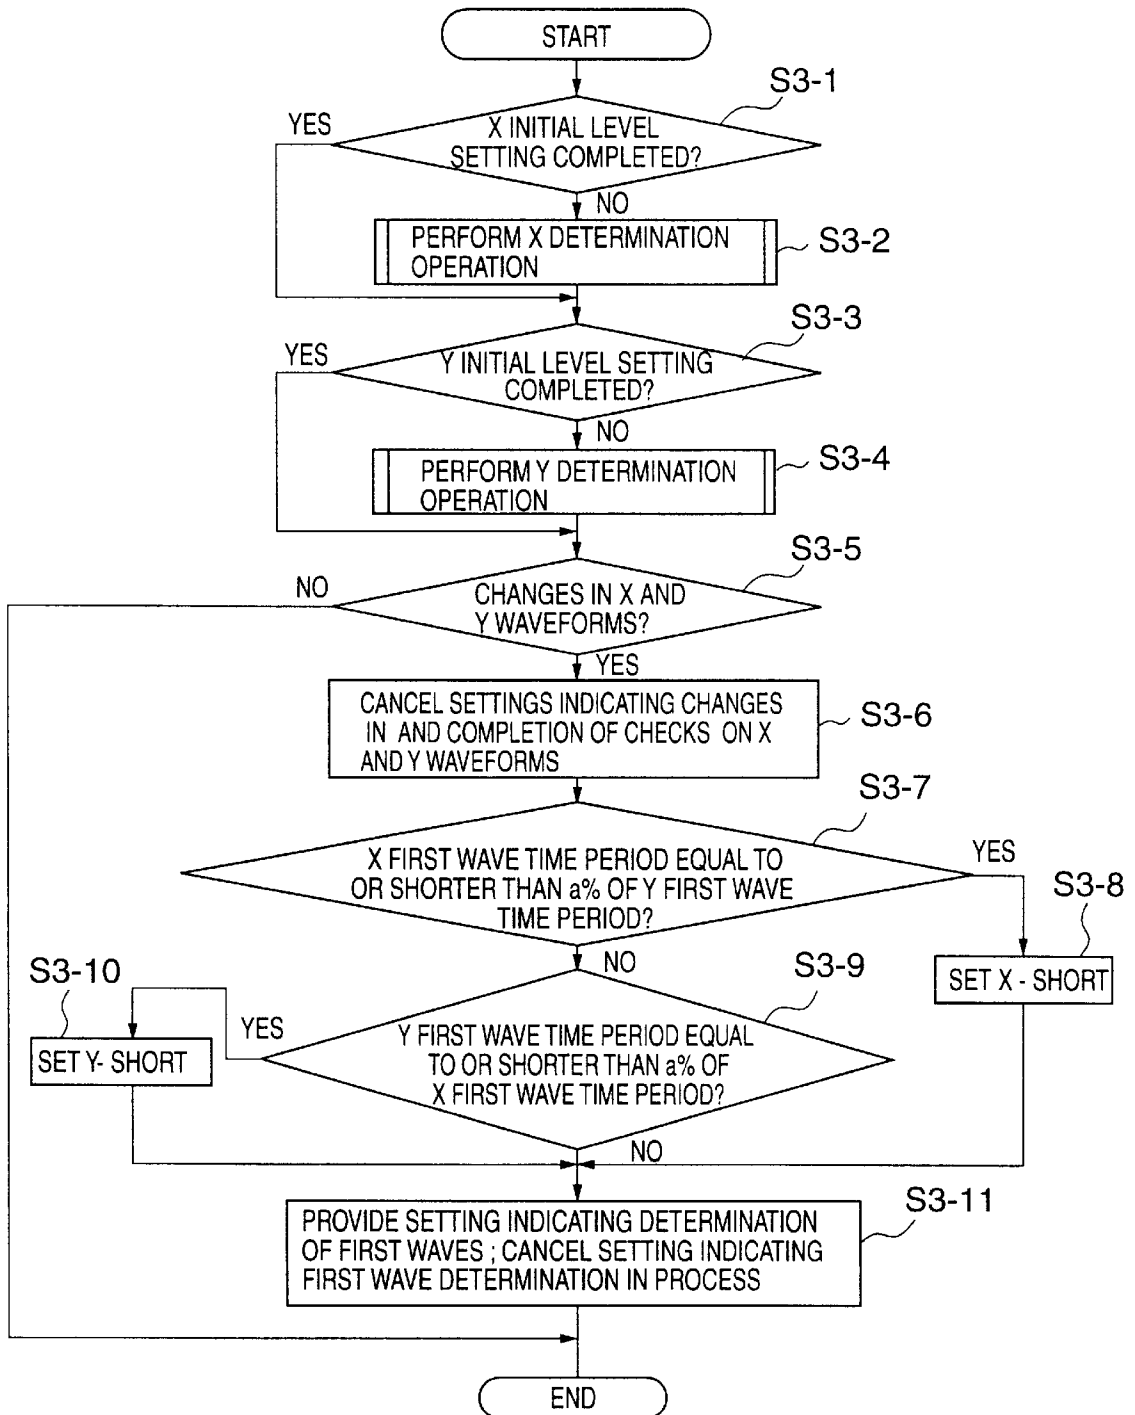 START
S3-1
YES
X INITIAL LEVEL
SETTING COMPLETED?
NO
PERFORM X DETERMINATION
OPERATION
S3-2
S3-3
YES
Y INITIAL LEVEL SETTING
COMPLETED?
NO
PERFORM Y DETERMINATION
OPERATION
S3-4
S3-5
NO
CHANGES IN X AND
Y WAVEFORMS?
YES
CANCEL SETTINGS INDICATING CHANGES
IN AND COMPLETION OF CHECKS ON X
AND Y WAVEFORMS
S3-6
S3-7
X FIRST WAVE TIME PERIOD EQUAL TO
OR SHORTER THAN a% OF Y FIRST WAVE
TIME PERIOD?
YES
S3-8
SET X - SHORT
NO
S3-9
S3-10
YES
SET Y- SHORT
Y FIRST WAVE TIME PERIOD EQUAL
TO OR SHORTER THAN a% OF
X FIRST WAVE TIME PERIOD?
NO
S3-11
PROVIDE SETTING INDICATING DETERMINATION
OF FIRST WAVES ; CANCEL SETTING INDICATING
FIRST WAVE DETERMINATION IN PROCESS
END